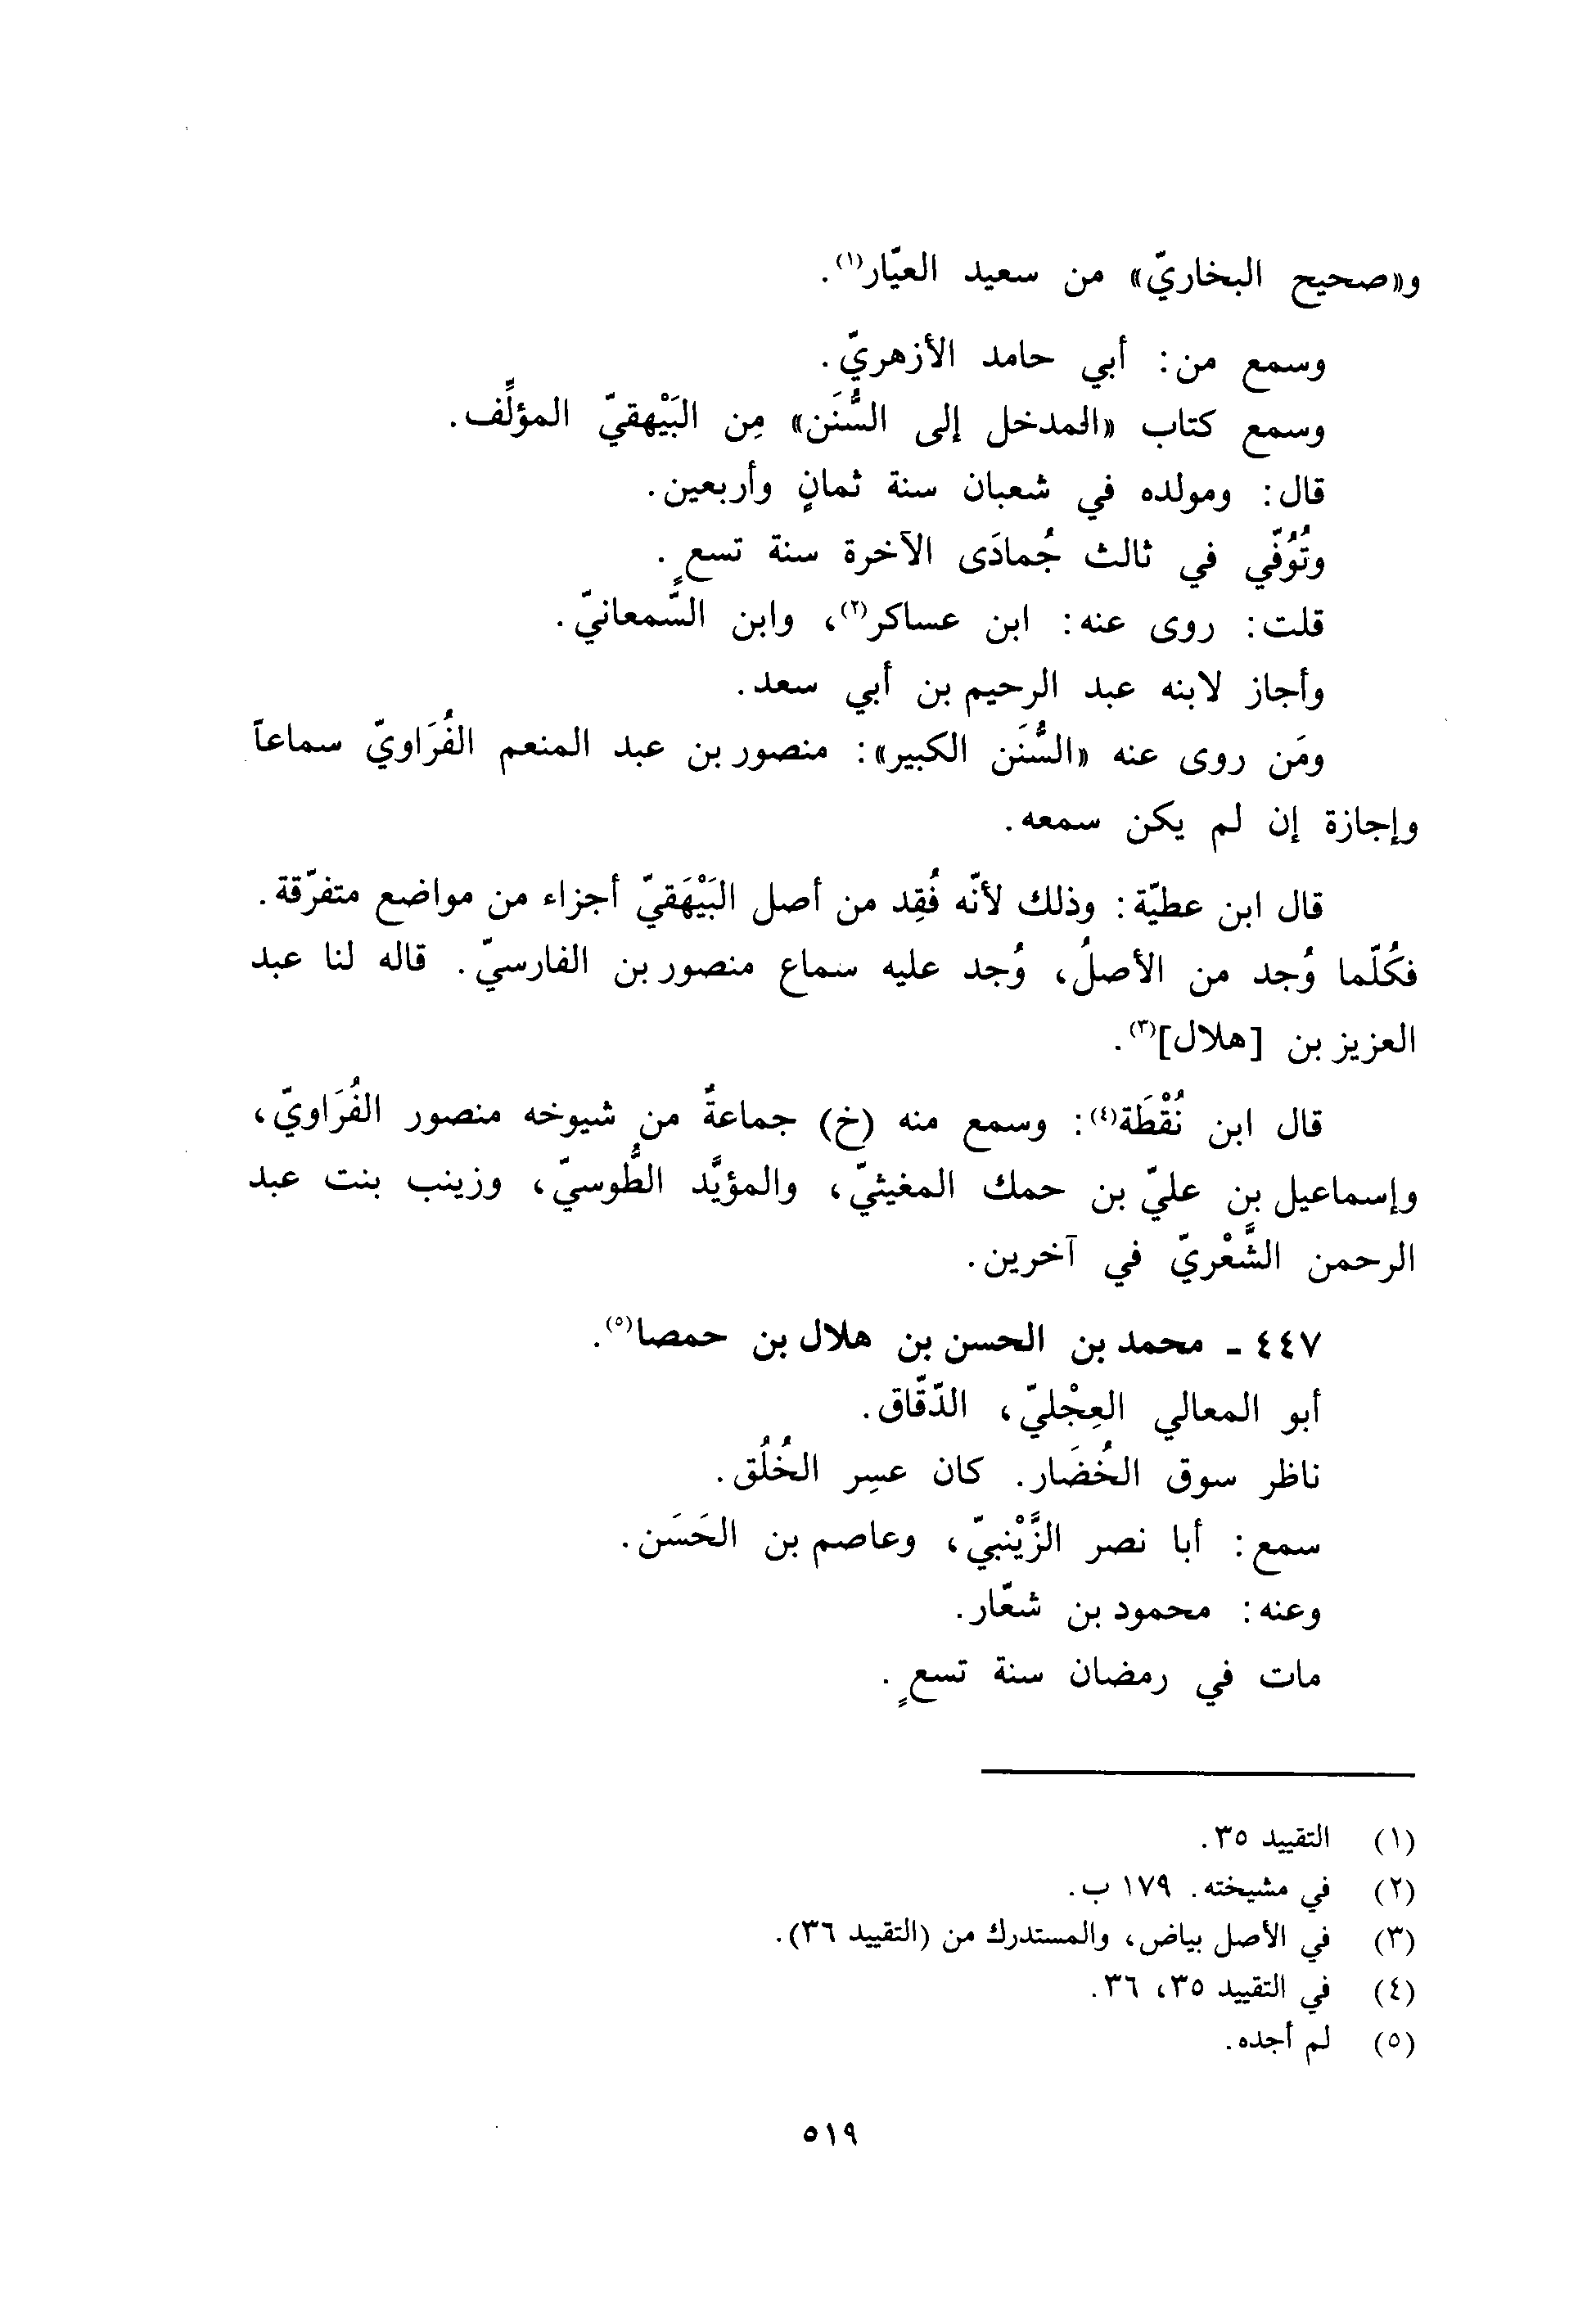 و«صحيح البخاريّ» من سعيد العيّار(١).
وسمع من: أبي حامد الأزهريّ.
وسمع كتاب «المدخل إلى السُّنَن» مِن البَيْهقيّ المؤلِّف.
قال: ومولده في شعبان سنة ثمانٍ وأربعين.
وتُوُفّي في ثالث جُمادَى الآخرة سنة تسعٍ.
قلت: روى عنه: ابن عساكر(٢)، وابن السَّمعانيّ.
وأجاز لابنه عبد الرحيم بن أبي سعد.
ومَن روى عنه «السُّنَن الكبير»: منصور بن عبد المنعم الفُرَاويّ سماعاً
وإجازة إن لم يكن سمعه.
قال ابن عطيّة: وذلك لأنّه فُقِد من أصل البَيْهَقيّ أجزاء من مواضع متفرّقة.
فكُلّما وُجد من الأصلُ، وُجد عليه سماع منصور بن الفارسيّ. قاله لنا عبد
العزيز بن [هلال](٣).
قال ابن نُقْطَة(٤): وسمع منه (خ) جماعةٌ من شيوخه منصور الفُرَاويّ،
وإسماعيل بن عليّ بن حمك المغيثيّ، والمؤيَّد الطُّوسيّ، وزينب بنت عبد
الرحمن الشَّعْريّ في آخرين.
٤٤٧ ـ محمد بن الحسن بن هلال بن حمصا(٥).
أبو المعالي العِجْليّ، الدّقّاق.
ناظر سوق الخُضَار. كان عسِر الخُلُق.
سمع: أبا نصر الزَّيْنبيّ، وعاصم بن الحَسَن.
وعنه: محمود بن شعّار.
مات في رمضان سنة تسعٍ.
(١) التقييد ٣٥.
(٢) في مشيخته. ١٧٩ ب.
(٣) في الأصل بياض، والمستدرك من (التقييد ٣٦).
(٤) في التقييد ٣٥، ٣٦.
(٥) لم أجده.
٥١٩